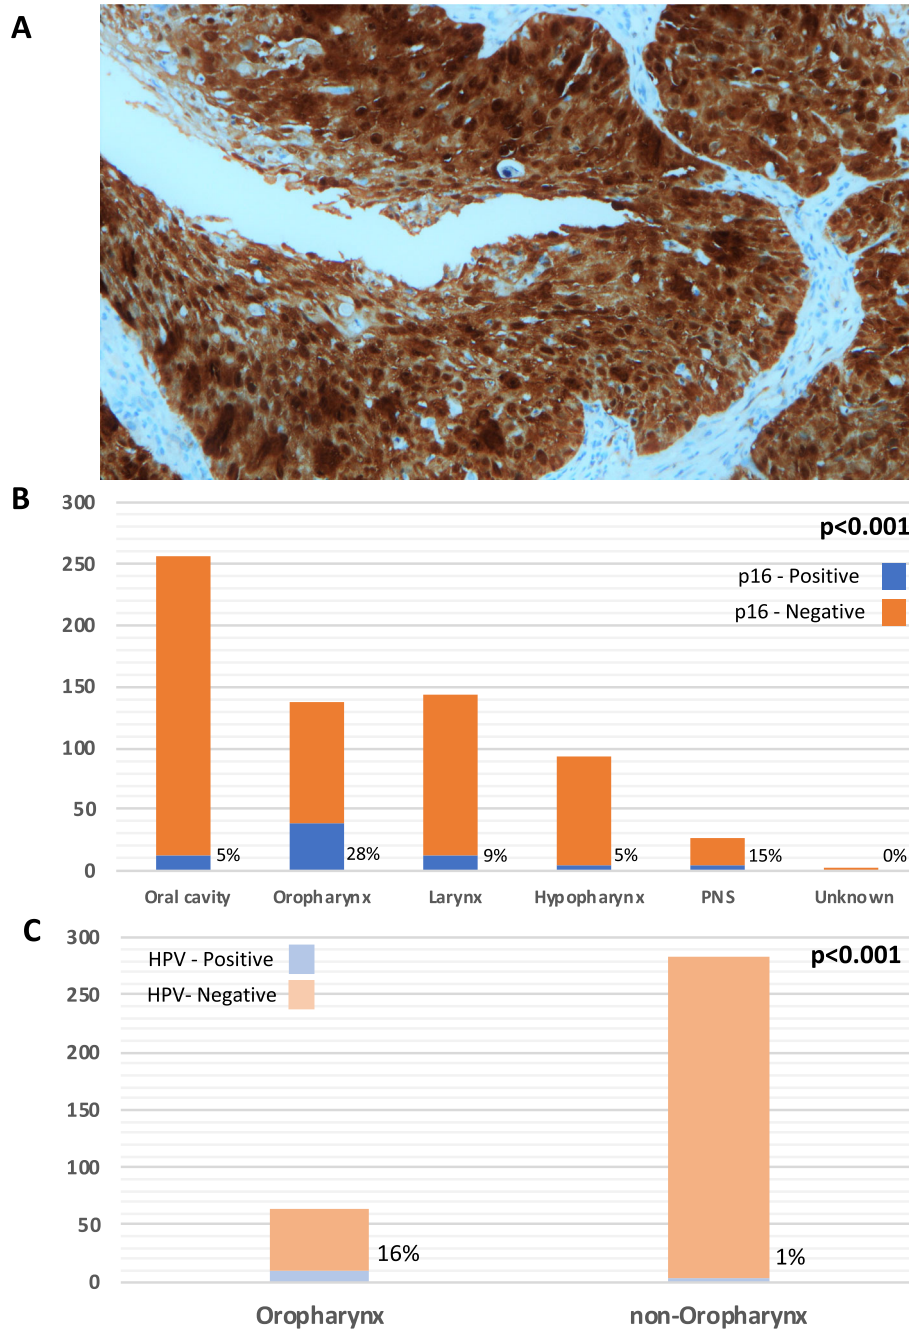 A
B
300
p<0.001
250
p16 - Positive
p16 - Negative
200
150
100
50
5%
28%
9%
5%
15%
0%
0
Oral cavity
Oropharynx
Larynx
Hypopharynx
PNS
Unknown
C
300
HPV - Positive
p<0.001
HPV- Negative
250
200
150
100
50
16%
1%
0
Oropharynx
non-Oropharynx